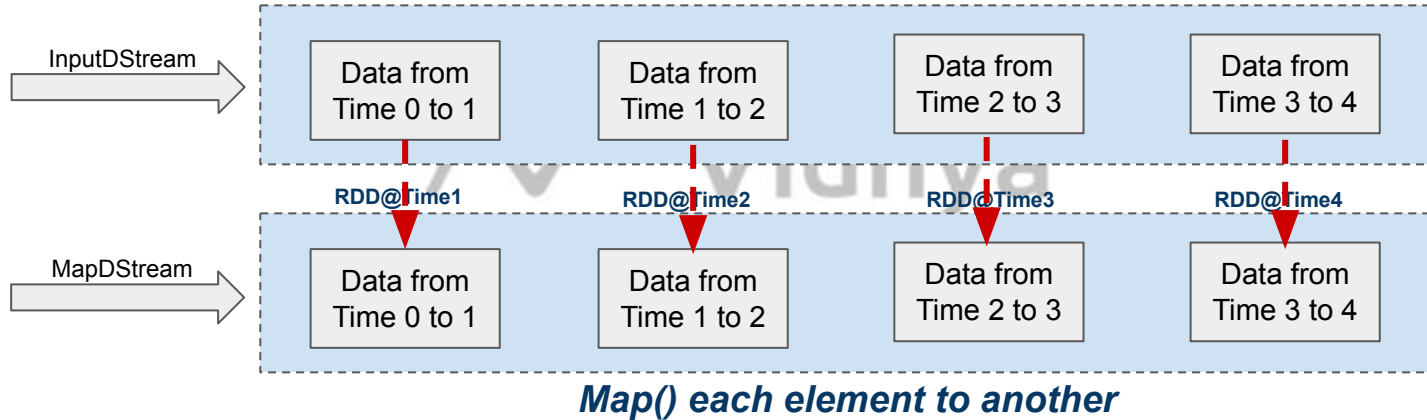 InputDStream
Data from
Time 0 to 1
Data from
Time 1 to 2
Data from
Time 2 to 3
Data from
Time 3 to 4
Vidhya
RDD@Time1
RDD@Time2
RDD@Time3
RDD@Time4
MapDStream
Data from
Time 0 to 1
Data from
Time 1 to 2
Data from
Time 2 to 3
Data from
Time 3 to 4
Map() each element to another